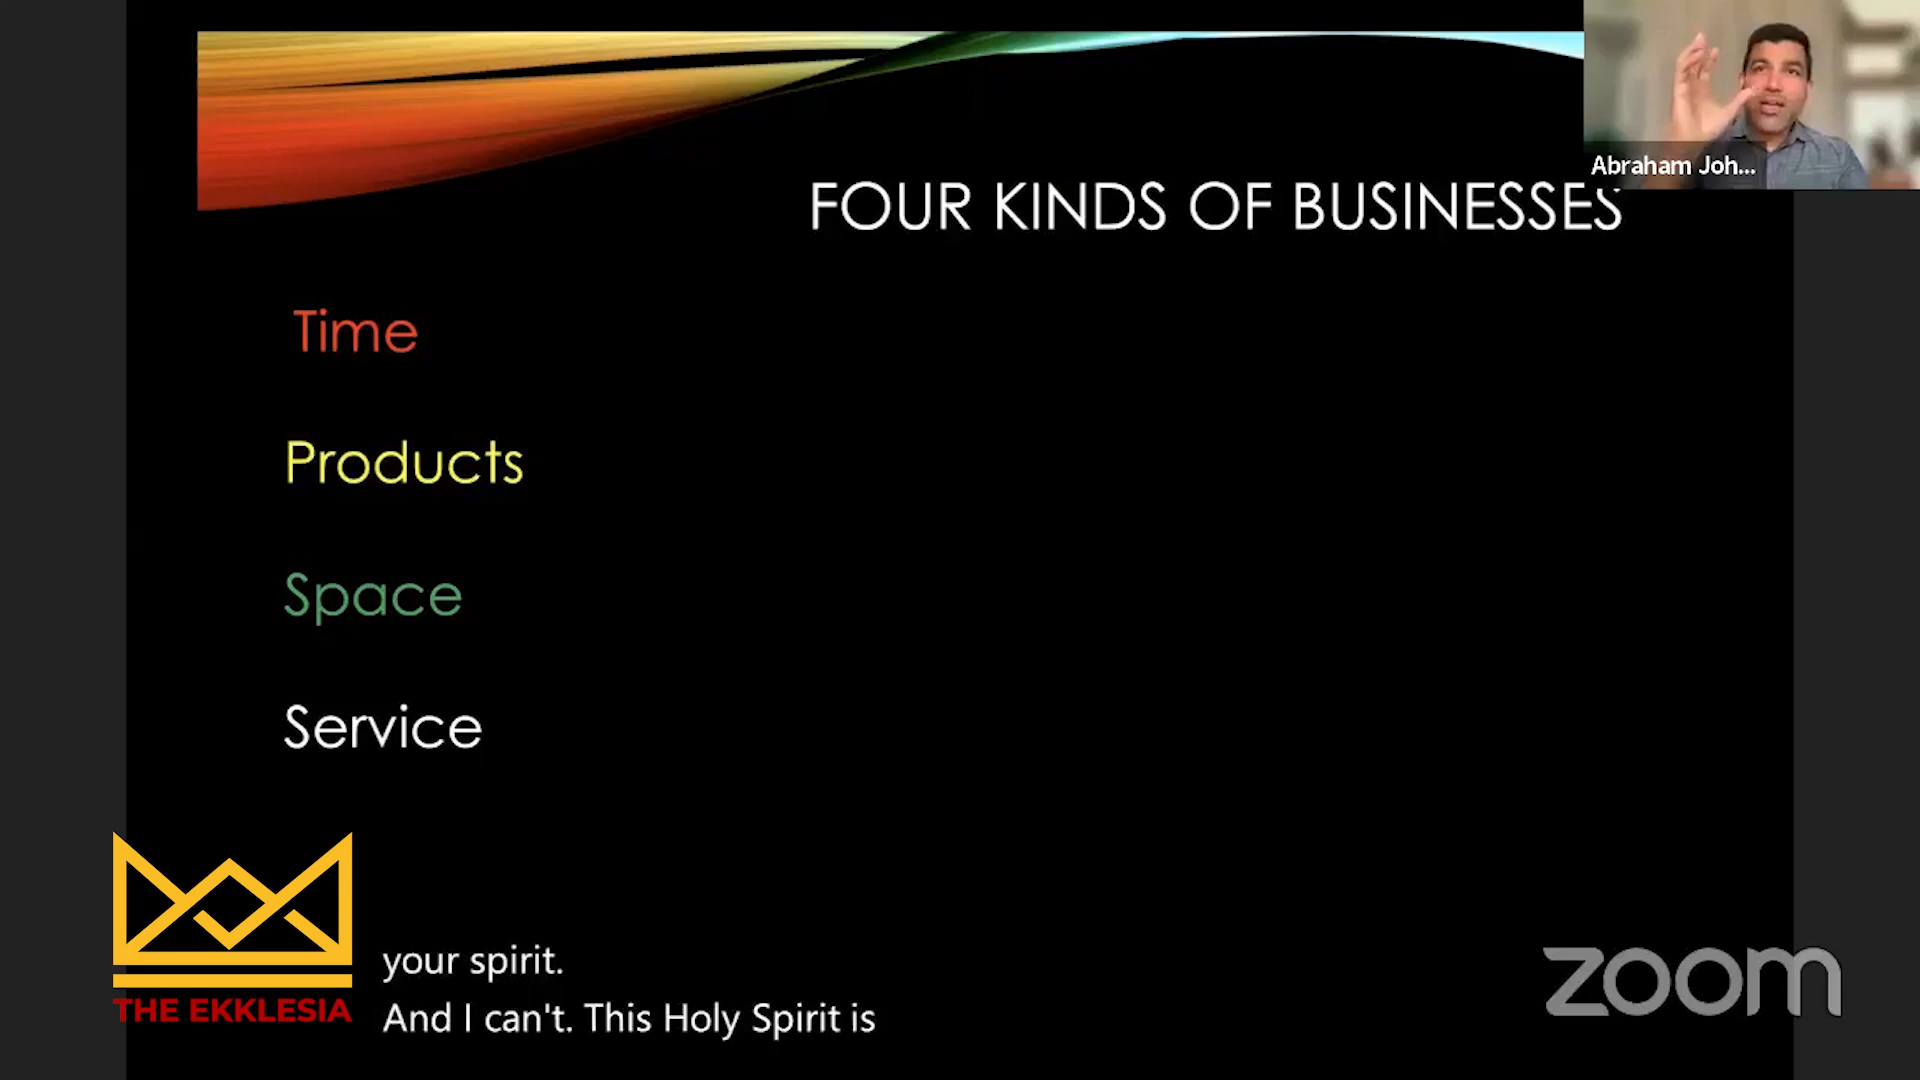 Abraham Joh...
FOUR KINDS OF BUSINESSES
Time
Products
Space
Service
THE EKKLESIA
your spirit.
And I can't. This Holy Spirit is
zoom